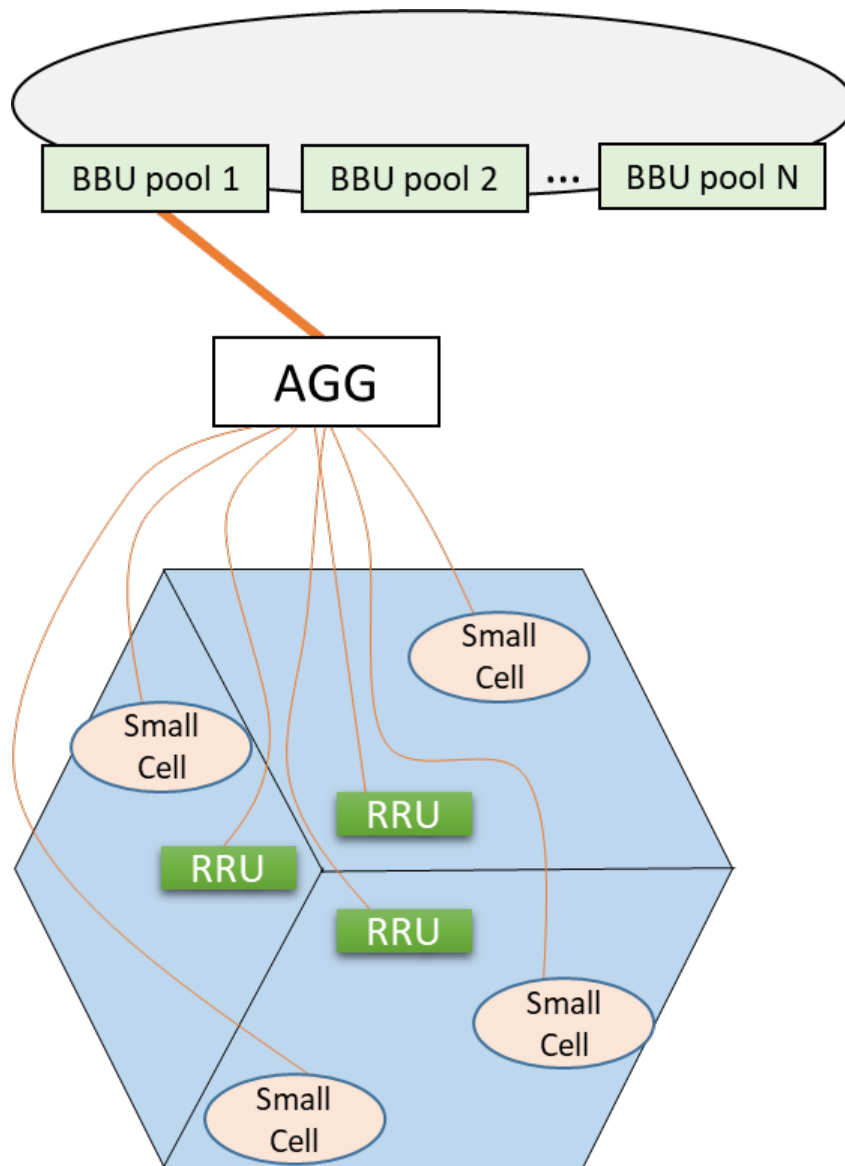 BBU pool 1
BBU pool 2
...
BBU pool N
AGG
Small
Cell
Small
Cell
RRU
RRU
RRU
Small
Cell
Small
Cell